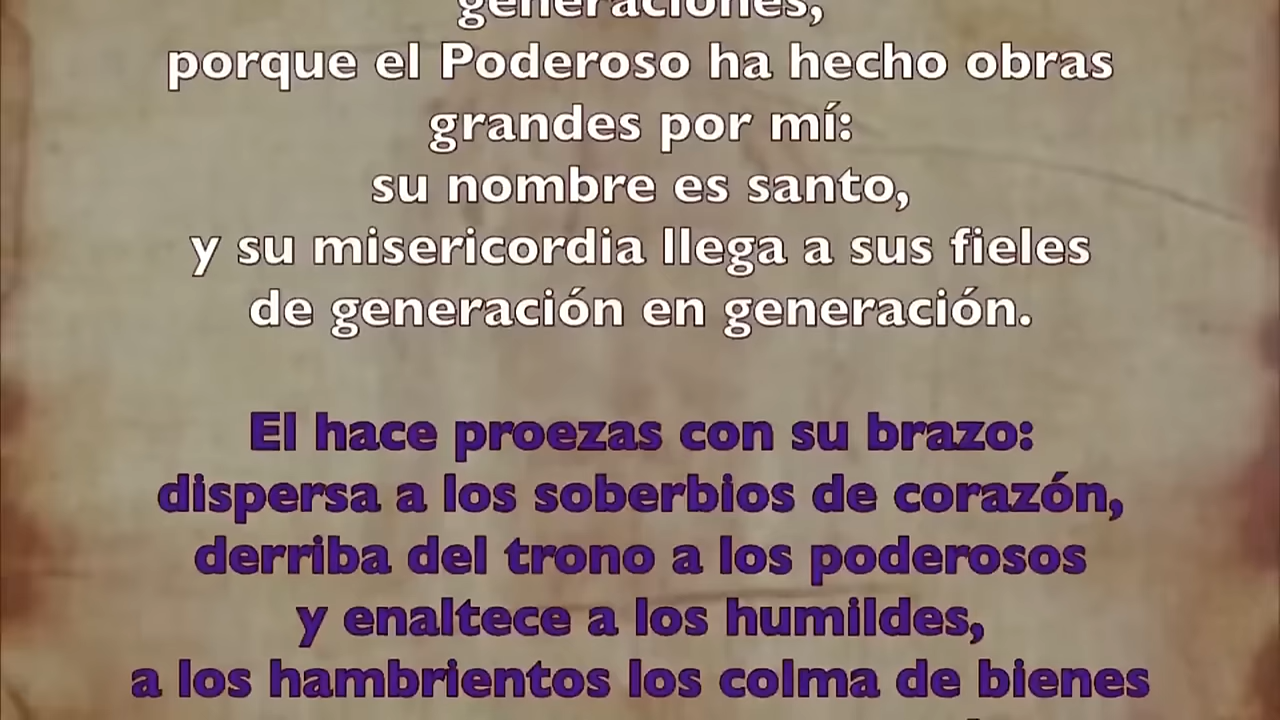 generaciones,
porque el Poderoso ha hecho obras
grandes por mí:
su nombre es santo,
y su misericordia llega a sus fieles
de generación en generación.
El hace proezas con su brazo:
dispersa a los soberbios de corazón,
derriba del trono a los poderosos
y enaltece a los humildes,
a los hambrientos los colma de bienes